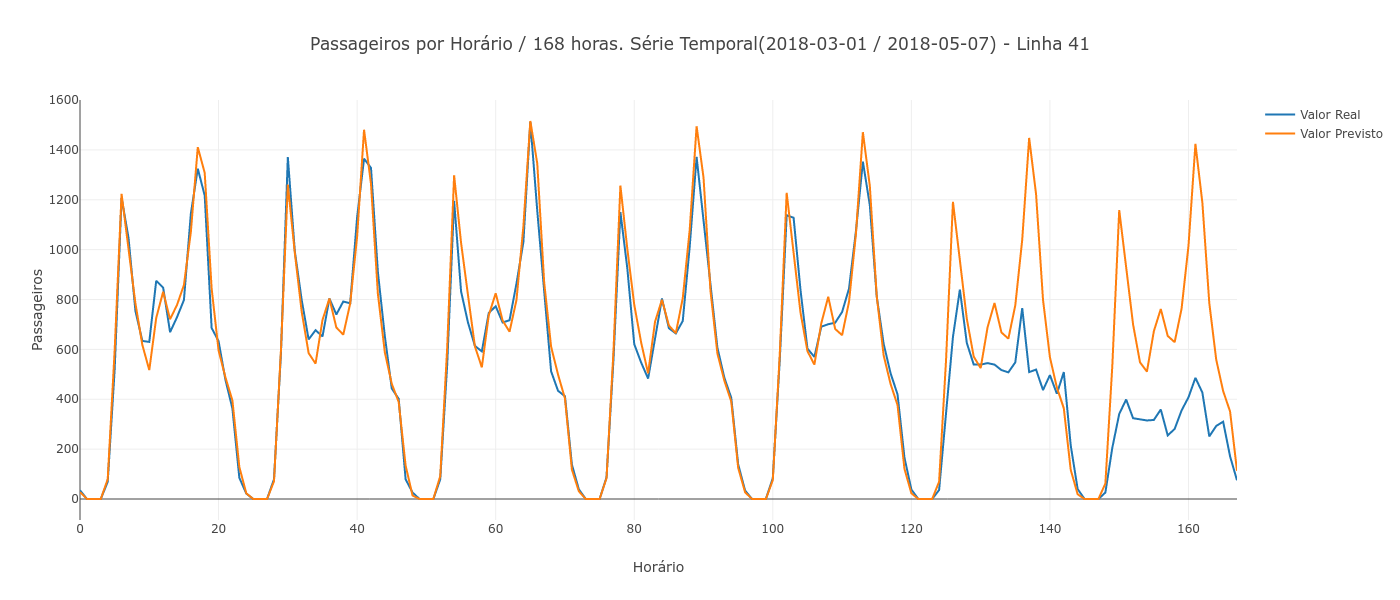 Passageiros por Horário / 168 horas. Série Temporal(2018-03-01 / 2018-05-07) - Linha 41
Valor Real
Valor Previsto
Passageiros
1600
1400
1200
1000
800
600
400
200
0
0 20 40 60 80 100 120 140 160
Horário